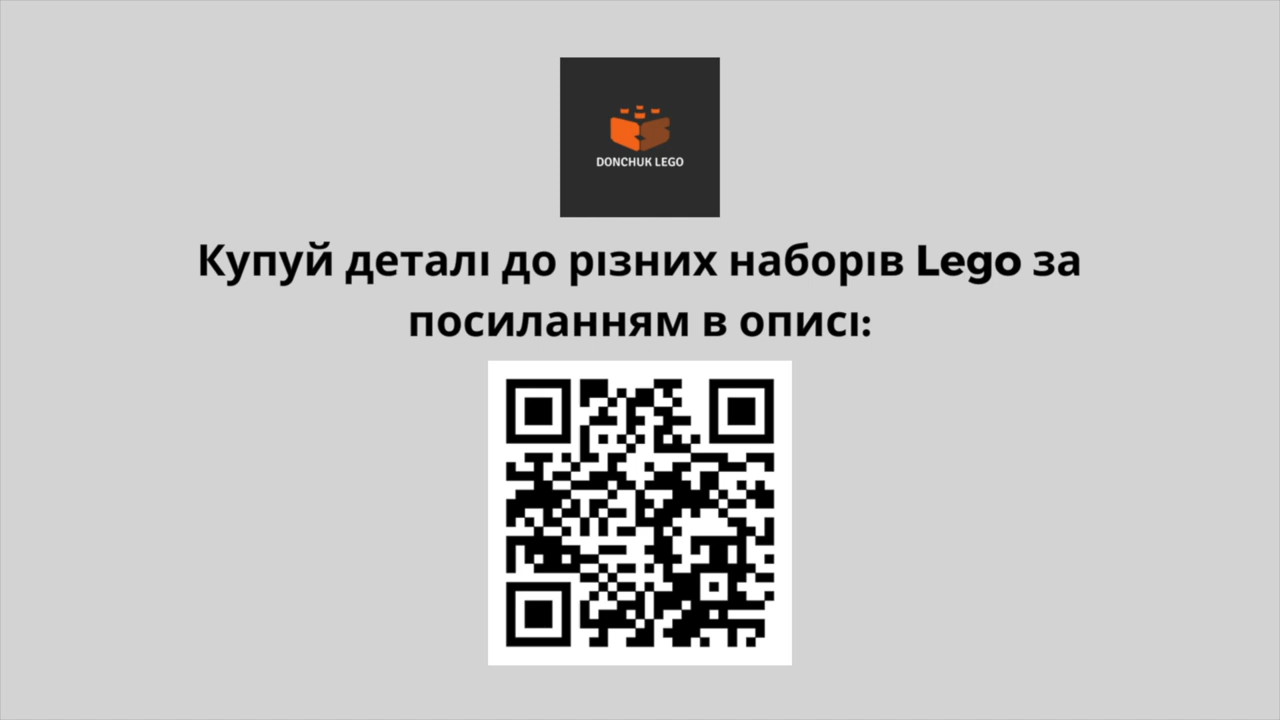 DONCHUK LEGO
Купуй деталі до різних наборів Lego за
посиланням в описі: